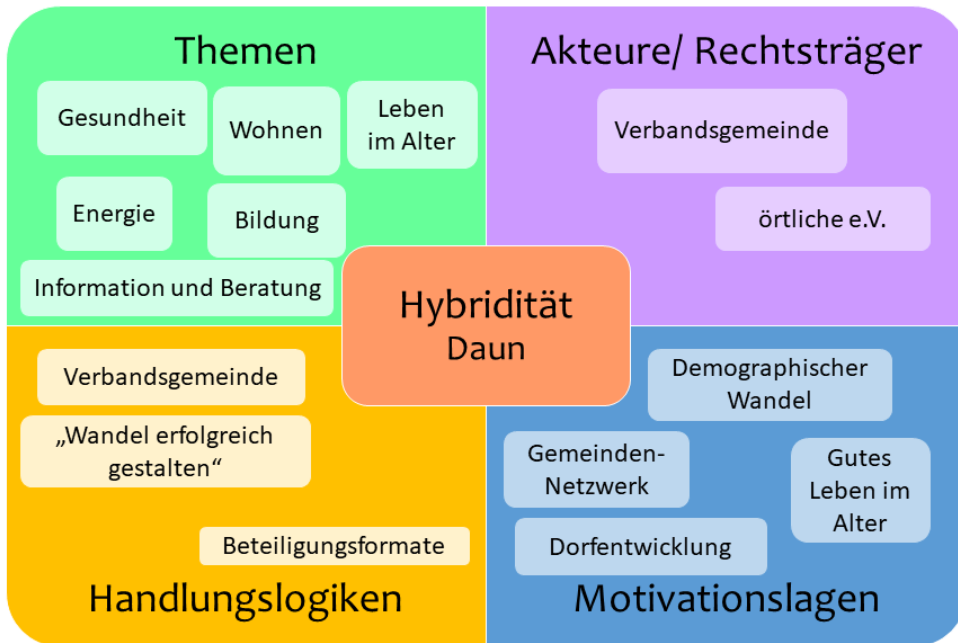 Themen
Gesundheit
Wohnen
Leben
im Alter
Energie
Bildung
Information und Beratung
Akteure/ Rechtsträger
Verbandsgemeinde
örtliche e.V.
Hybridität
Daun
Verbandsgemeinde
„Wandel erfolgreich
gestalten“
Beteiligungsformate
Handlungslogiken
Demographischer
Wandel
Gemeinden-
Netzwerk
Gutes
Leben im
Alter
Dorfentwicklung
Motivationslagen